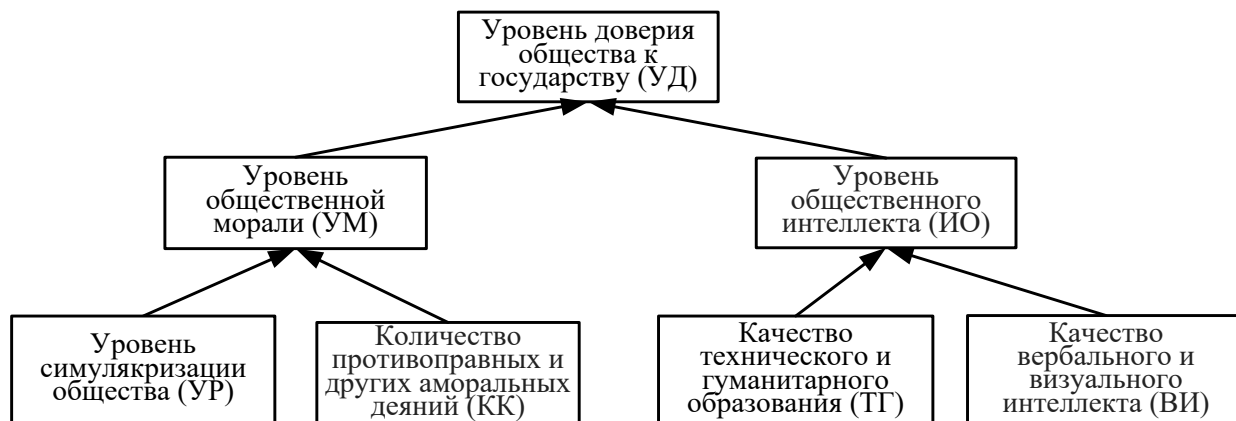 Уровень доверия
общества к
государству (УД)
Уровень
общественной
морали (УМ)
Уровень
общественного
интеллекта (ИО)
Уровень
симулякризации
общества (УР)
Количество
противоправных и
других аморальных
деяний (КК)
Качество
технического и
гуманитарного
образования (ТГ)
Качество
вербального и
визуального
интеллекта (ВИ)